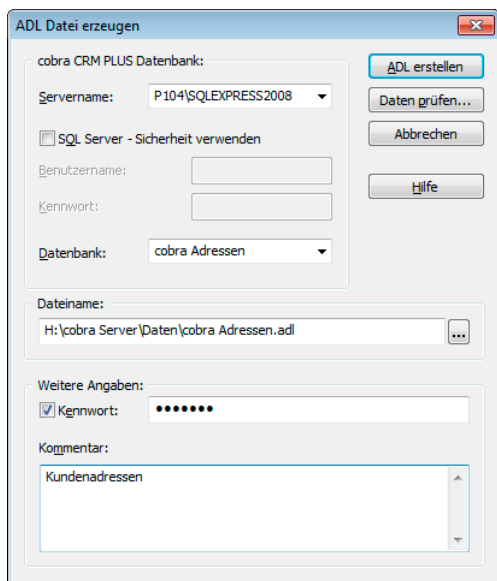 ADL Datei erzeugen
cobra CRM PLUS Datenbank:
Servername:
P104\SQLEXPRESS2008
SQL Server - Sicherheit verwenden
Benutzername:
Kennwort:
Datenbank:
cobra Adressen
ADL erstellen
Daten prüfen...
Abbrechen
Hilfe
Dateiname:
H:\cobra Server\Daten\cobra Adressen.adl
...
Weitere Angaben:
Kennwort:
•••••••
Kommentar:
Kundenadressen